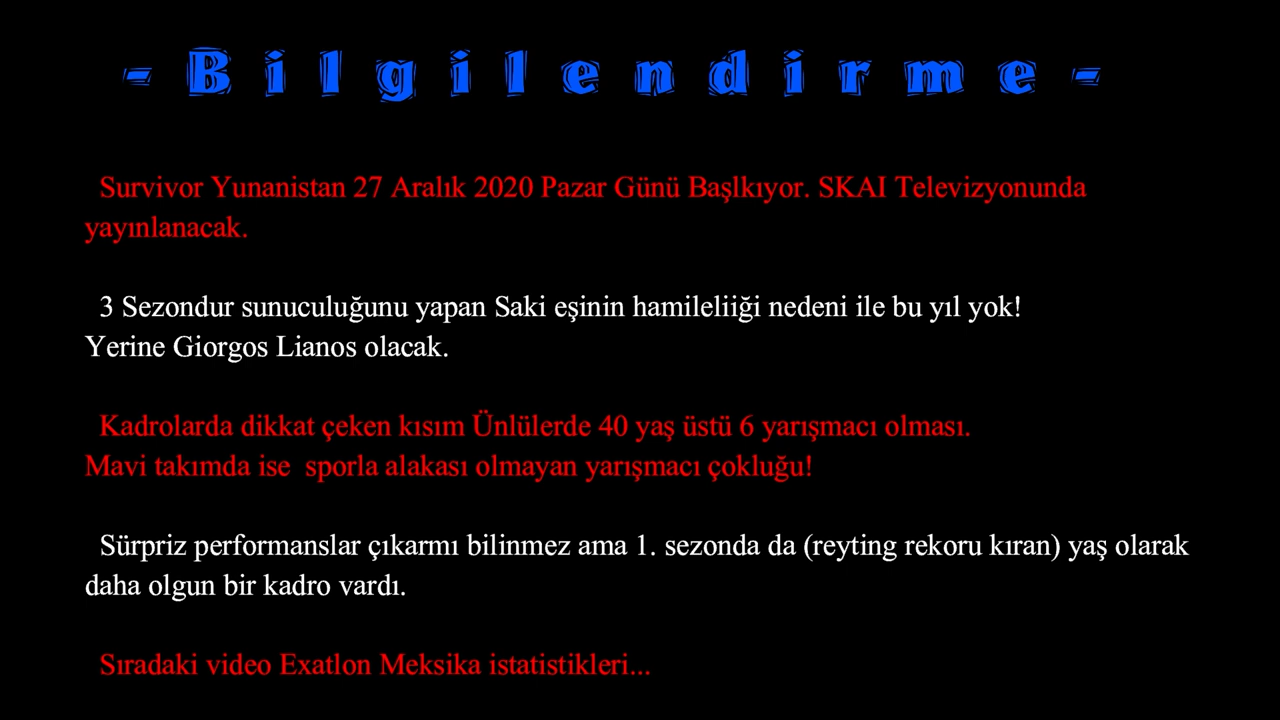 - B i l g i l e n d i r m e -
Survivor Yunanistan 27 Aralık 2020 Pazar Günü Başlkıyor. SKAI Televizyonunda
yayınlanacak.
3 Sezondur sunuculuğunu yapan Saki eşinin hamileliiği nedeni ile bu yıl yok!
Yerine Giorgos Lianos olacak.
Kadrolarda dikkat çeken kısım Ünlülerde 40 yaş üstü 6 yarışmacı olması.
Mavi takımda ise  sporla alakası olmayan yarışmacı çokluğu!
Sürpriz performanslar çıkarmı bilinmez ama 1. sezonda da (reyting rekoru kıran) yaş olarak
daha olgun bir kadro vardı.
Sıradaki video Exatlon Meksika istatistikleri...